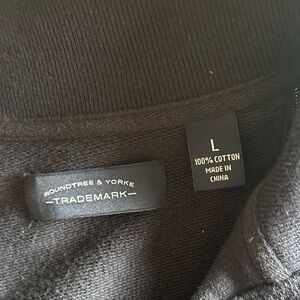 ROUNDTREE & YORKE
—TRADEMARK—
L
100% COTTON
MADE IN
CHINA